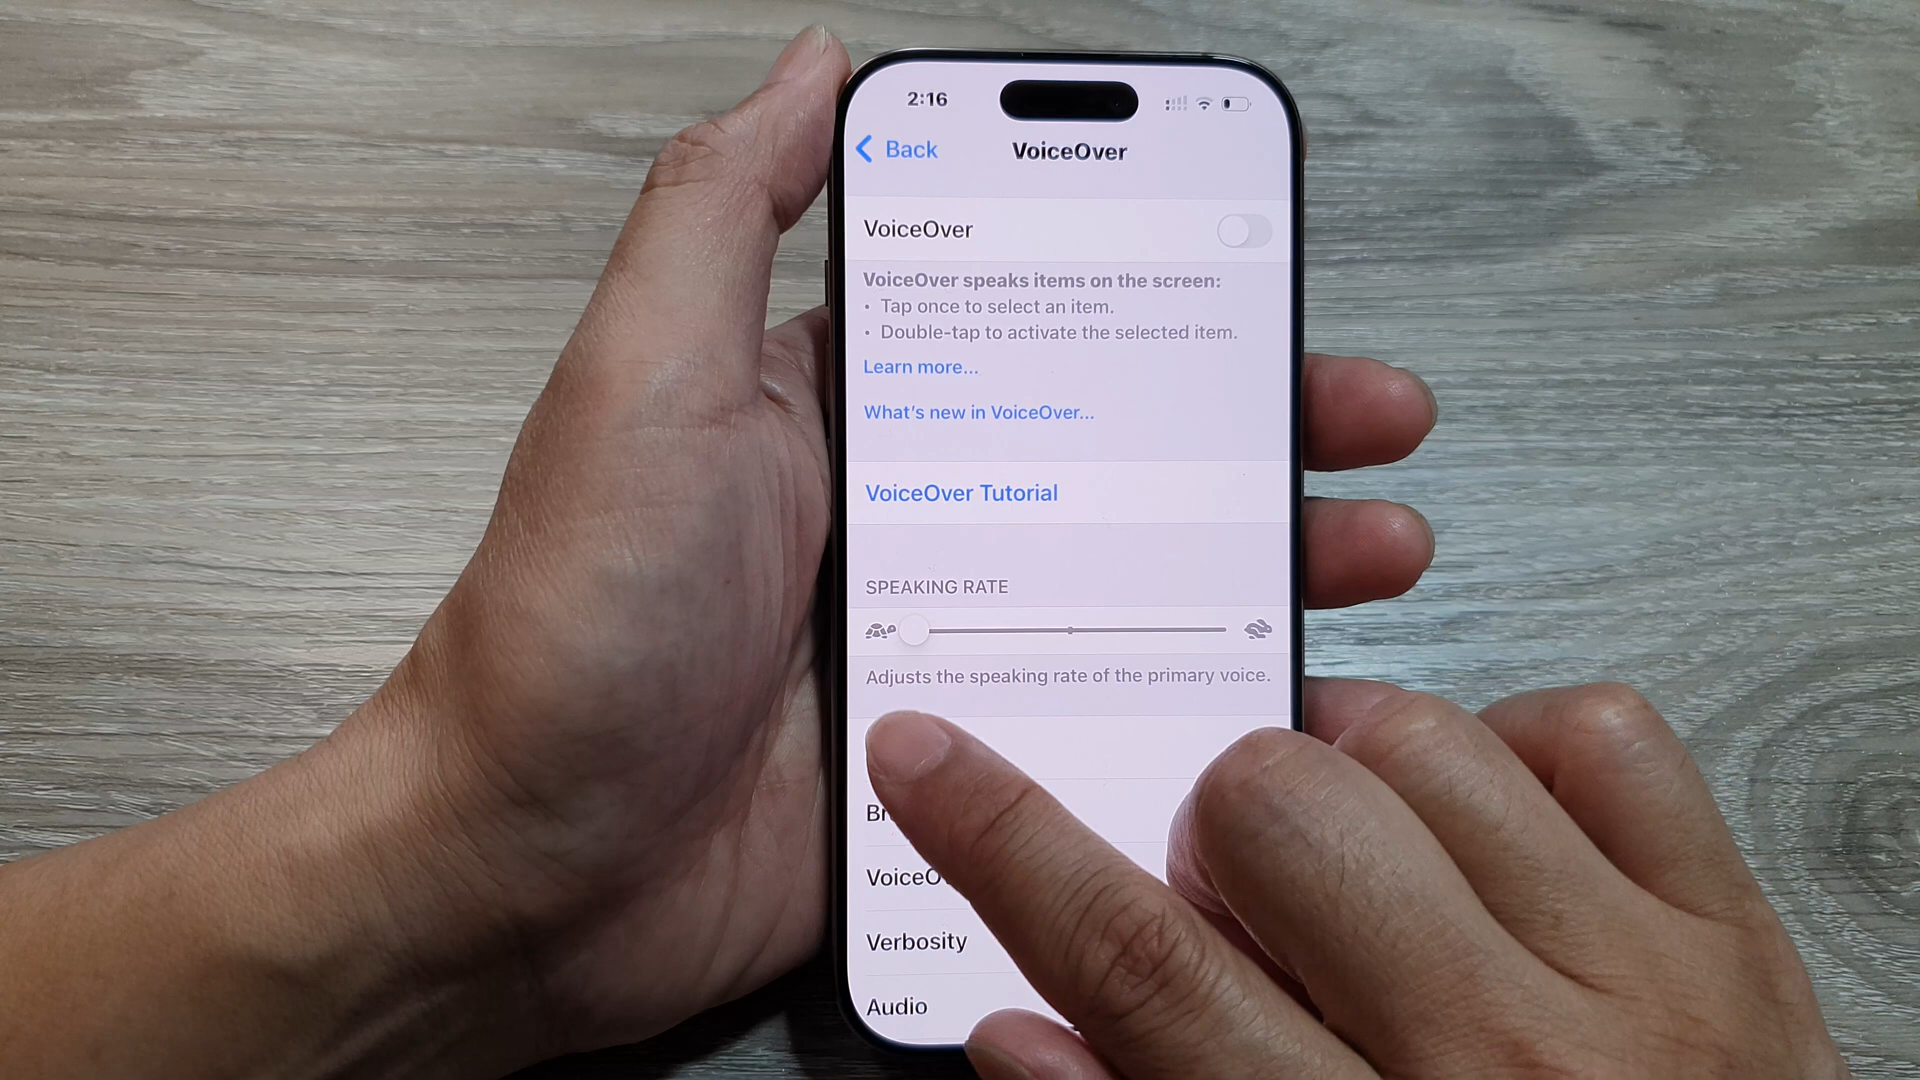 2:16
Back
VoiceOver
VoiceOver
VoiceOver speaks items on the screen:
• Tap once to select an item.
• Double-tap to activate the selected item.
Learn more...
What's new in VoiceOver...
VoiceOver Tutorial
SPEAKING RATE
Adjusts the speaking rate of the primary voice.
Verbosity
Audio